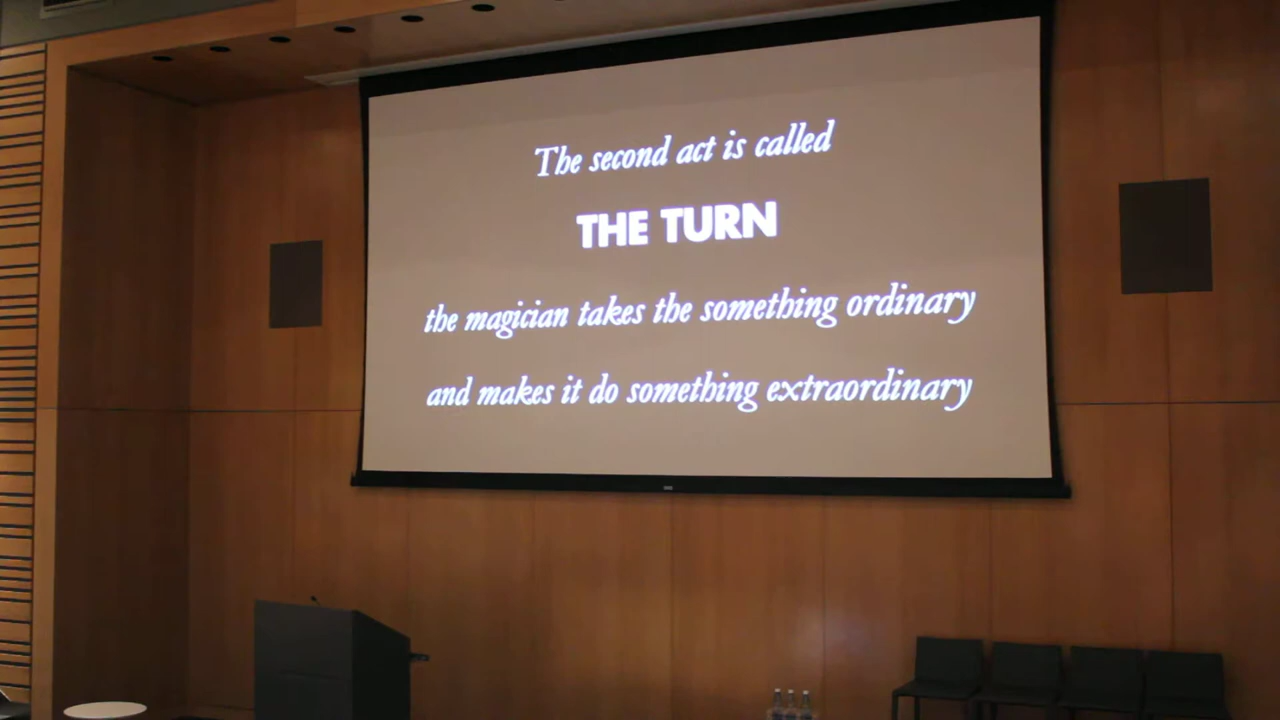 The second act is called
THE TURN
the magician takes the something ordinary
and makes it do something extraordinary